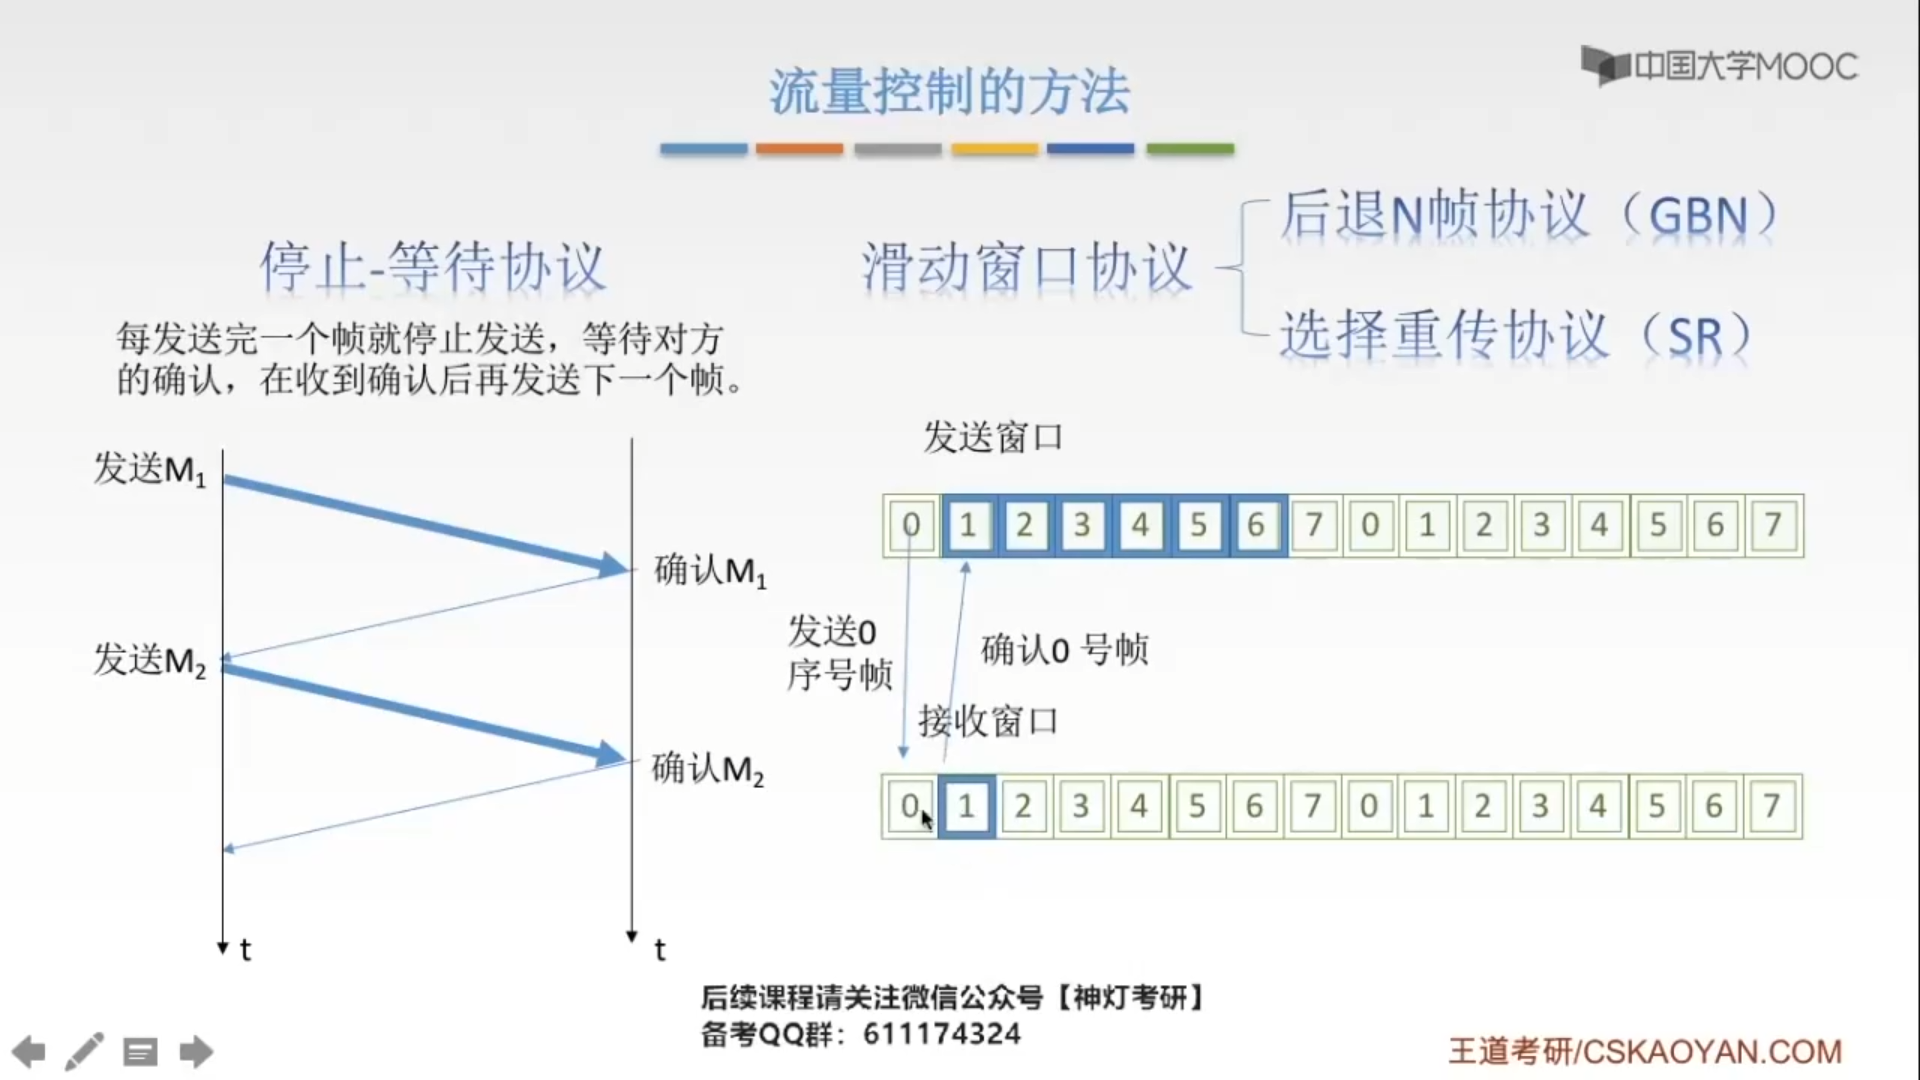 流量控制的方法
中国大学MOOC
停止-等待协议
每发送完一个帧就停止发送，等待对方
的确认，在收到确认后再发送下一个帧。
发送M₁
确认M₁
发送M₂
确认M₂
t
t
滑动窗口协议
后退N帧协议（GBN）
选择重传协议（SR）
发送窗口
0 1 2 3 4 5 6 7 0 1 2 3 4 5 6 7
发送0
序号帧
确认0 号帧
接收窗口
0 1 2 3 4 5 6 7 0 1 2 3 4 5 6 7
后续课程请关注微信公众号【神灯考研】
备考QQ群：611174324
王道考研/CSKAOYAN.COM